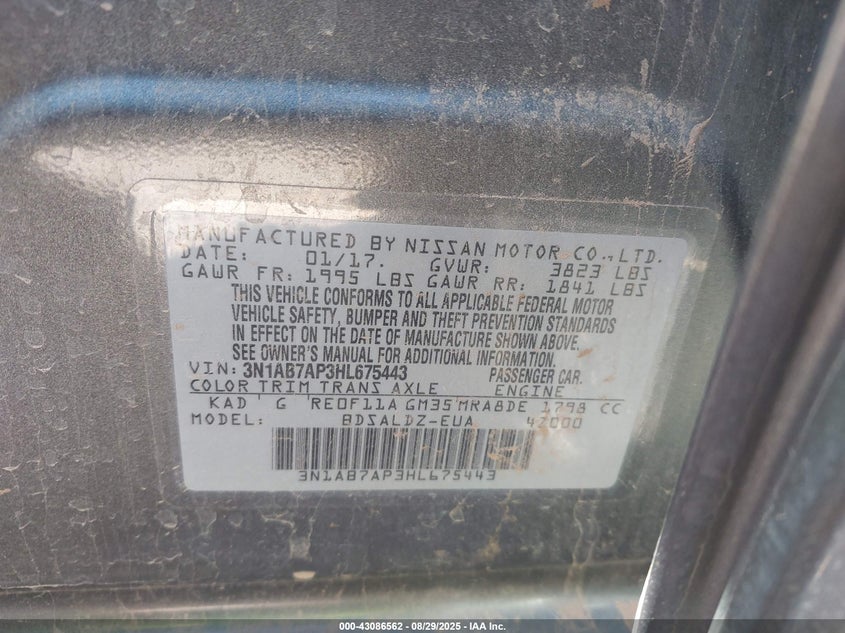 MANUFACTURED BY NISSAN MOTOR CO., LTD.
DATE: 01/17. GVWR: 3823 LBS
GAWR FR: 1995 LBS GAWR RR: 1841 LBS
THIS VEHICLE CONFORMS TO ALL APPLICABLE FEDERAL MOTOR
VEHICLE SAFETY, BUMPER AND THEFT PREVENTION STANDARDS
IN EFFECT ON THE DATE OF MANUFACTURE SHOWN ABOVE.
SEE OWNER'S MANUAL FOR ADDITIONAL INFORMATION.
VIN: 3N1AB7AP3HL675443 PASSENGER CAR.
COLOR TRIM TRANS AXLE ENGINE
KAD G RE0F11A GM35 MRA8DE 1798 CC
MODEL: BDSALDZ-EUA 4Z000
3N1AB7AP3HL675443
000-43086562 - 08/29/2025 - IAA Inc.